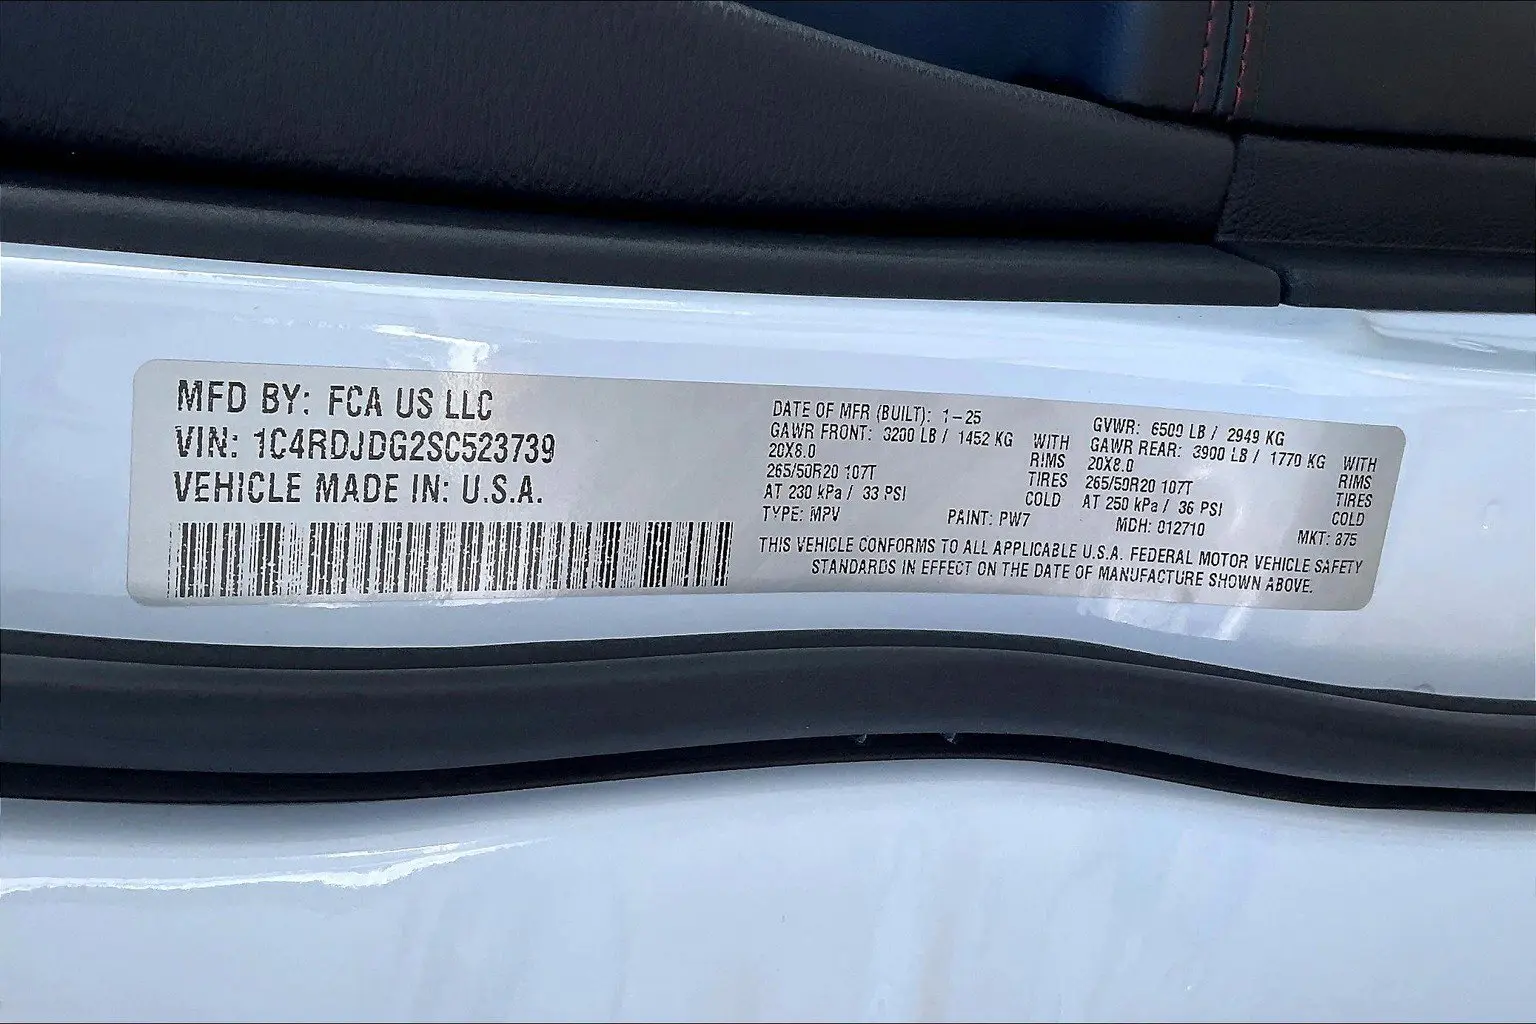 MFD BY: FCA US LLC
VIN: 1C4RDJDG2SC523739
VEHICLE MADE IN: U.S.A.
DATE OF MFR (BUILT): 1-25
GAWR FRONT: 3200 LB / 1452 KG WITH
20X8.0 RIMS
265/50R20 107T TIRES
AT 230 kPa / 33 PSI COLD
TYPE: MPV PAINT: PW7
GVWR: 6500 LB / 2949 KG
GAWR REAR: 3900 LB / 1770 KG WITH
20X8.0 RIMS
265/50R20 107T TIRES
AT 250 kPa / 36 PSI COLD
MDH: 012710 MKT: 875
THIS VEHICLE CONFORMS TO ALL APPLICABLE U.S.A. FEDERAL MOTOR VEHICLE SAFETY
STANDARDS IN EFFECT ON THE DATE OF MANUFACTURE SHOWN ABOVE.